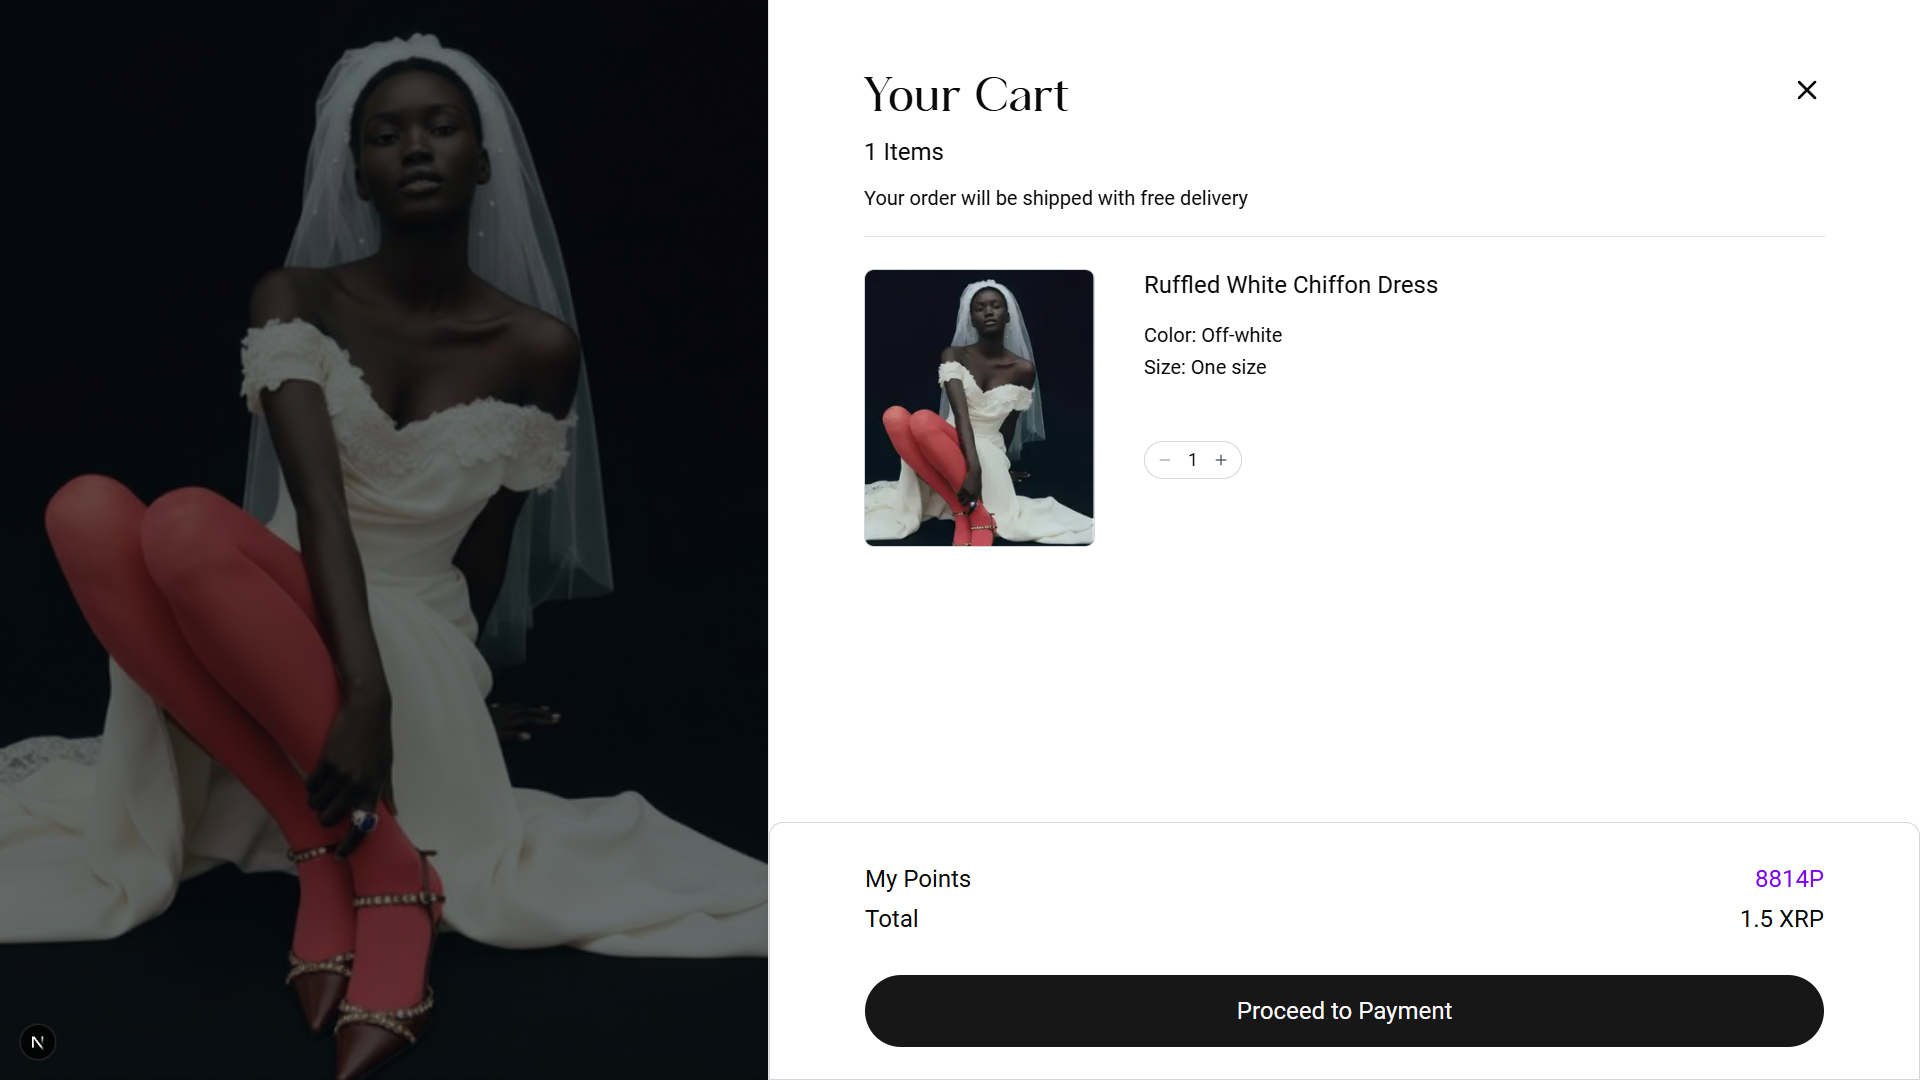 Your Cart
1 Items
Your order will be shipped with free delivery
Ruffled White Chiffon Dress
Color: Off-white
Size: One size
− 1 +
My Points 8814P
Total 1.5 XRP
Proceed to Payment
N